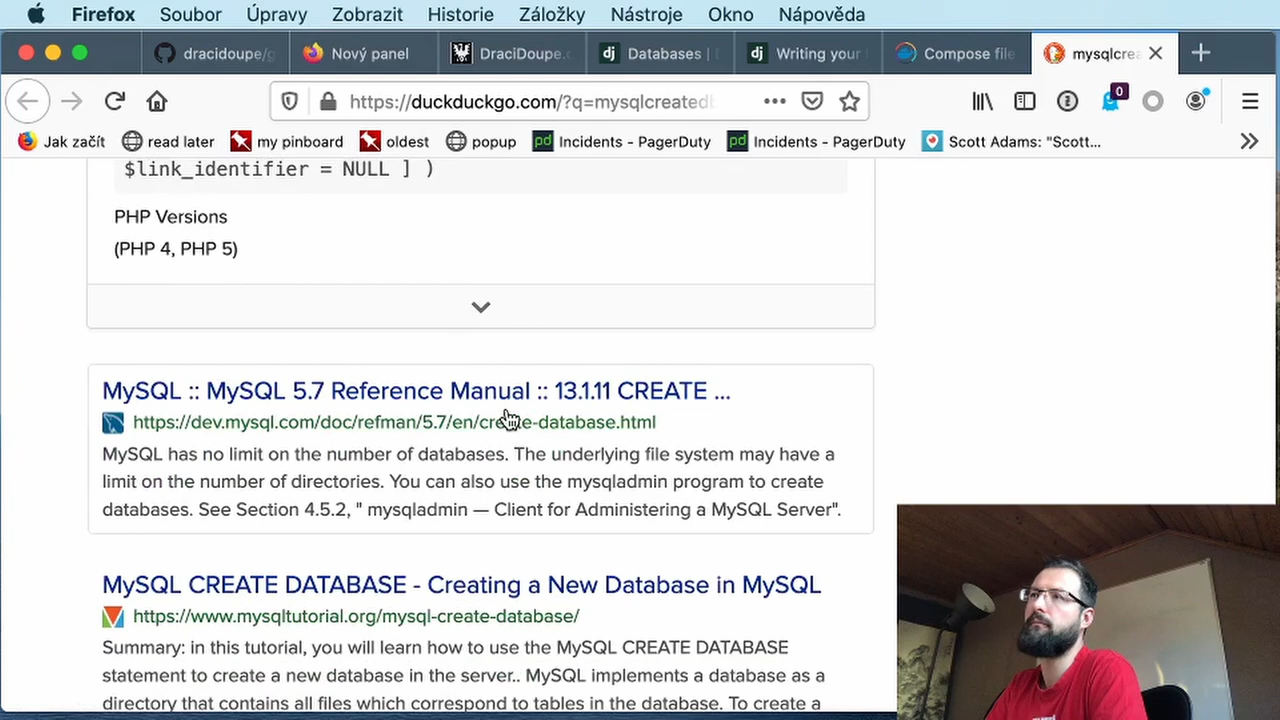 Firefox Soubor Úpravy Zobrazit Historie Záložky Nástroje Okno Nápověda
dracidoupe/g Nový panel DraciDoupe.c Databases | Writing your Compose file mysqlcrea
https://duckduckgo.com/?q=mysqlcreated 0
Jak začít read later my pinboard oldest popup Incidents - PagerDuty Incidents - PagerDuty Scott Adams: "Scott...
$link_identifier = NULL ] )
PHP Versions
(PHP 4, PHP 5)
MySQL :: MySQL 5.7 Reference Manual :: 13.1.11 CREATE ...
https://dev.mysql.com/doc/refman/5.7/en/create-database.html
MySQL has no limit on the number of databases. The underlying file system may have a
limit on the number of directories. You can also use the mysqladmin program to create
databases. See Section 4.5.2, " mysqladmin — Client for Administering a MySQL Server".
MySQL CREATE DATABASE - Creating a New Database in MySQL
https://www.mysqltutorial.org/mysql-create-database/
Summary: in this tutorial, you will learn how to use the MySQL CREATE DATABASE
statement to create a new database in the server.. MySQL implements a database as a
directory that contains all files which correspond to tables in the database. To create a